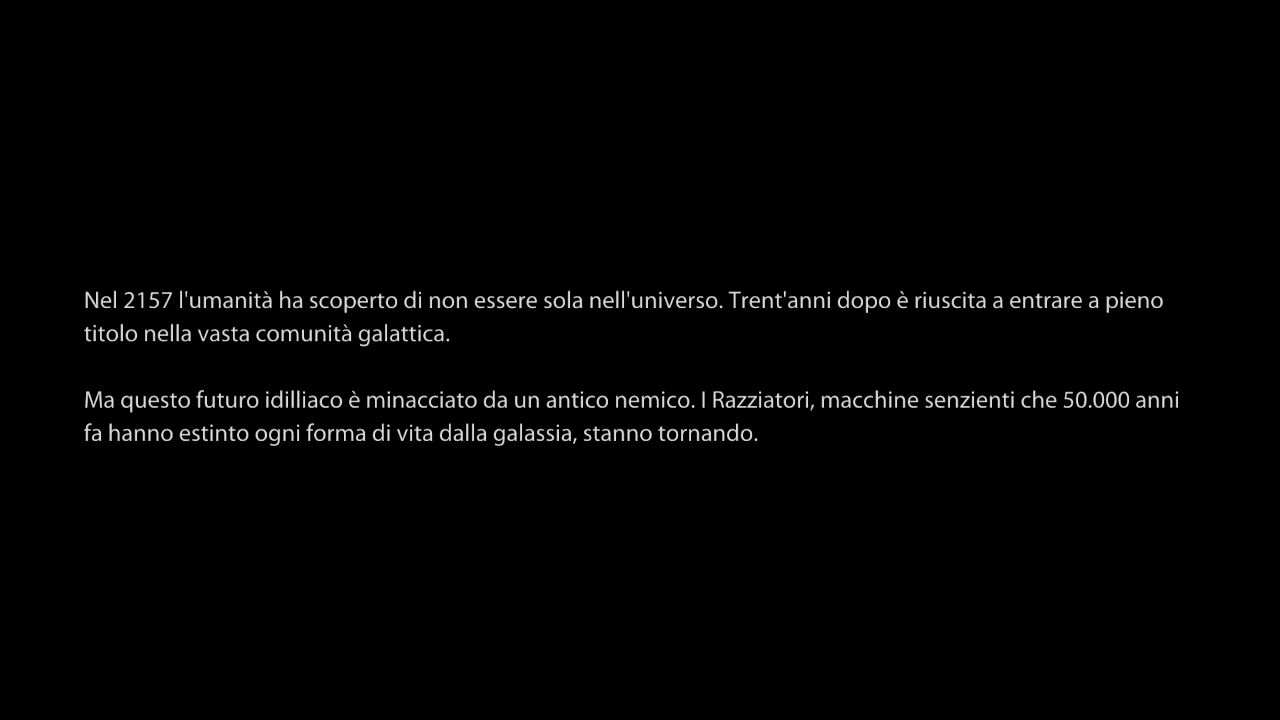 Nel 2157 l'umanità ha scoperto di non essere sola nell'universo. Trent'anni dopo è riuscita a entrare a pieno
titolo nella vasta comunità galattica.
Ma questo futuro idilliaco è minacciato da un antico nemico. I Razziatori, macchine senzienti che 50.000 anni
fa hanno estinto ogni forma di vita dalla galassia, stanno tornando.